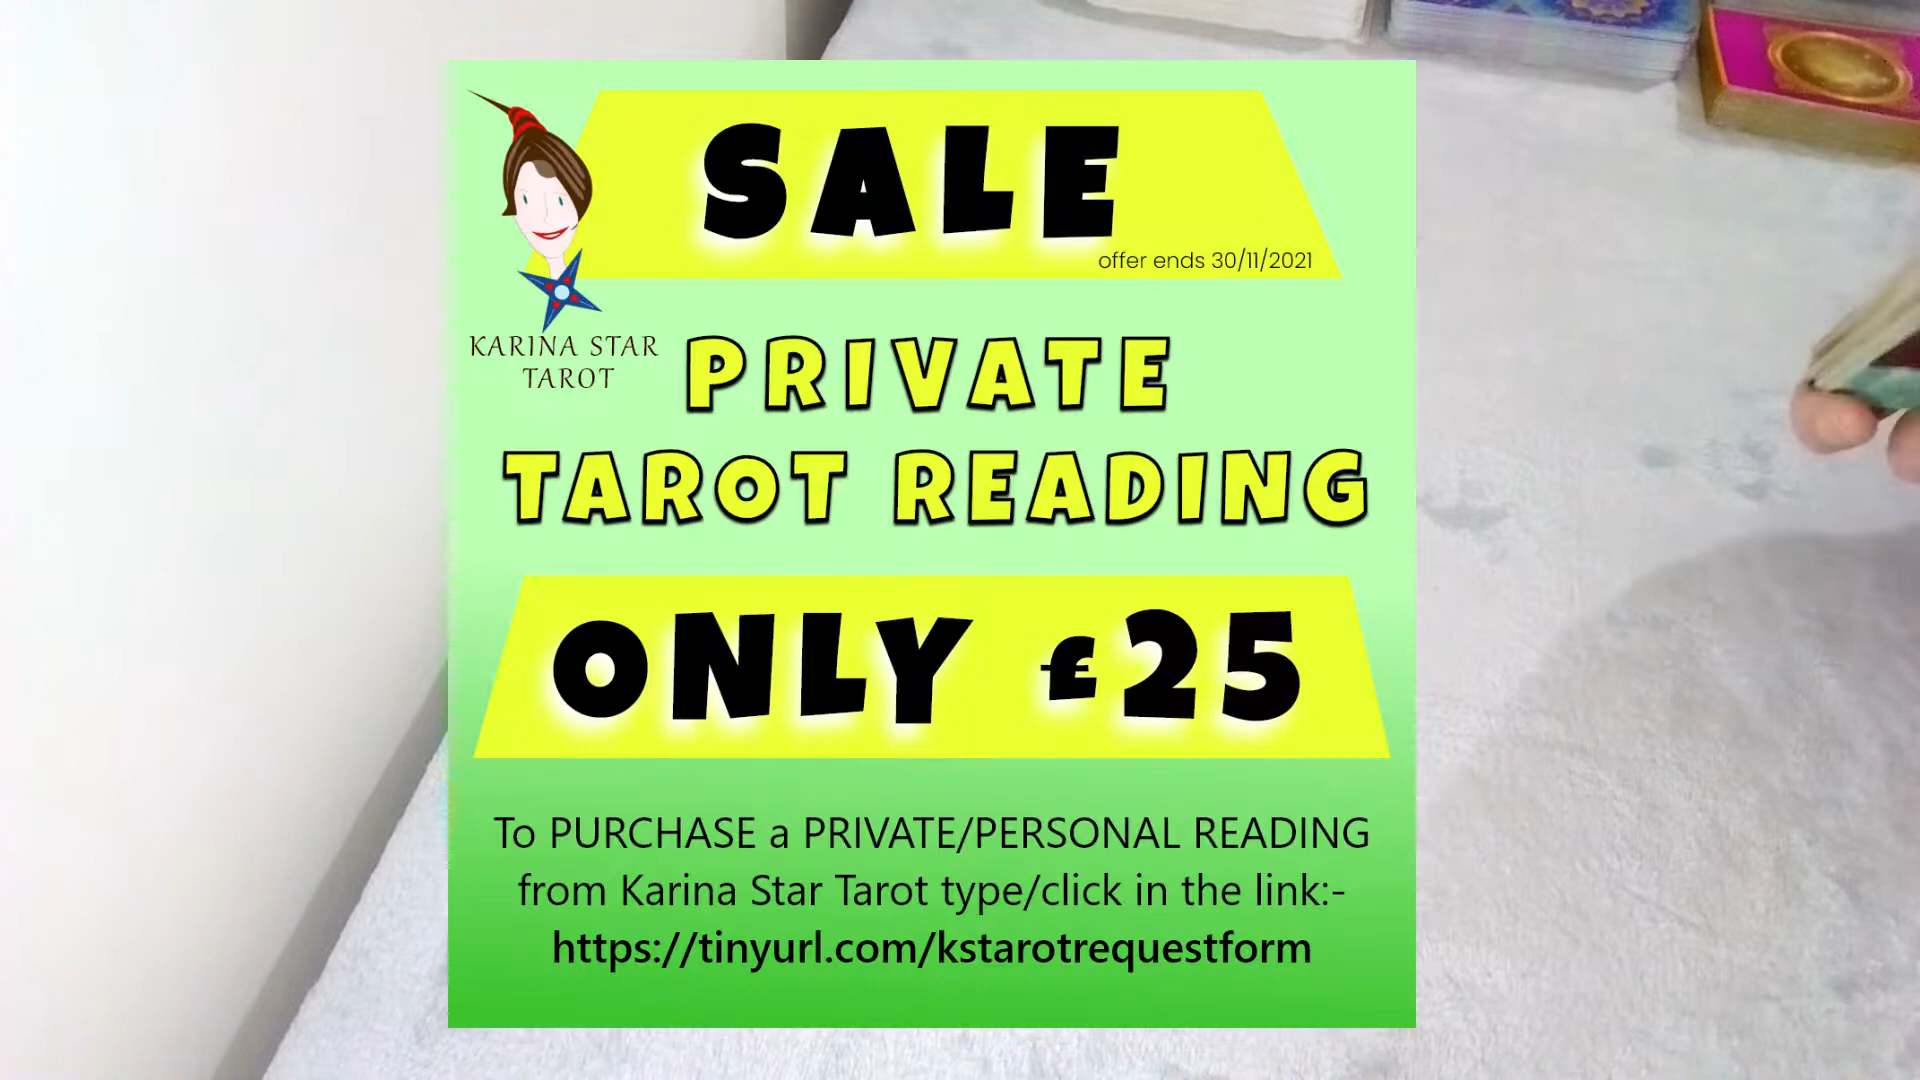 SALE
offer ends 30/11/2021
KARINA STAR
TAROT
PRIVATE
TAROT READING
ONLY £25
To PURCHASE a PRIVATE/PERSONAL READING
from Karina Star Tarot type/click in the link:-
https://tinyurl.com/kstarotrequestform